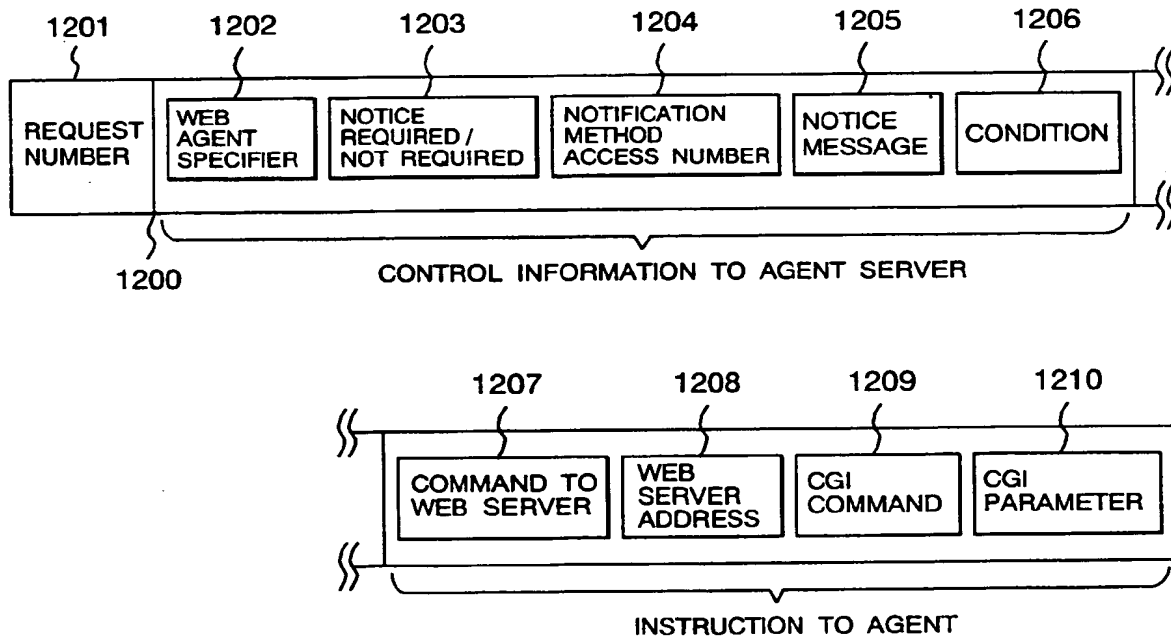 1201 1202 1203 1204 1205 1206
REQUEST NUMBER
WEB AGENT SPECIFIER
NOTICE REQUIRED / NOT REQUIRED
NOTIFICATION METHOD ACCESS NUMBER
NOTICE MESSAGE
CONDITION
1200
CONTROL INFORMATION TO AGENT SERVER
1207 1208 1209 1210
COMMAND TO WEB SERVER
WEB SERVER ADDRESS
CGI COMMAND
CGI PARAMETER
INSTRUCTION TO AGENT